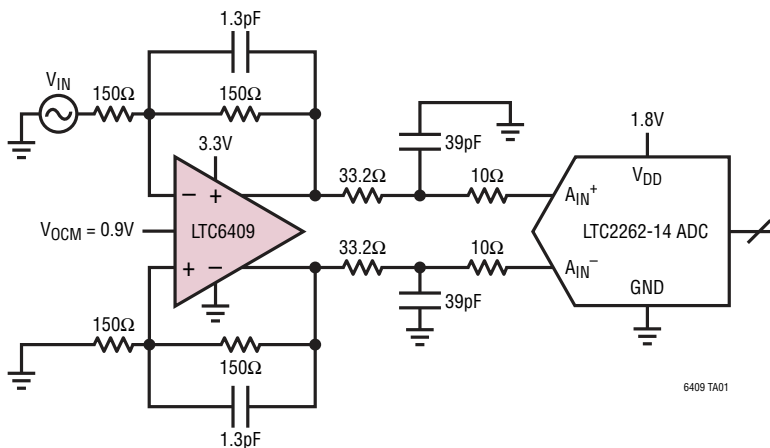 1.3pF
V_IN
150Ω
150Ω
3.3V
39pF
1.8V
33.2Ω
10Ω
A_IN⁺
V_DD
− +
V_OCM = 0.9V
LTC6409
LTC2262-14 ADC
+ −
33.2Ω
10Ω
A_IN⁻
GND
39pF
150Ω
150Ω
1.3pF
6409 TA01